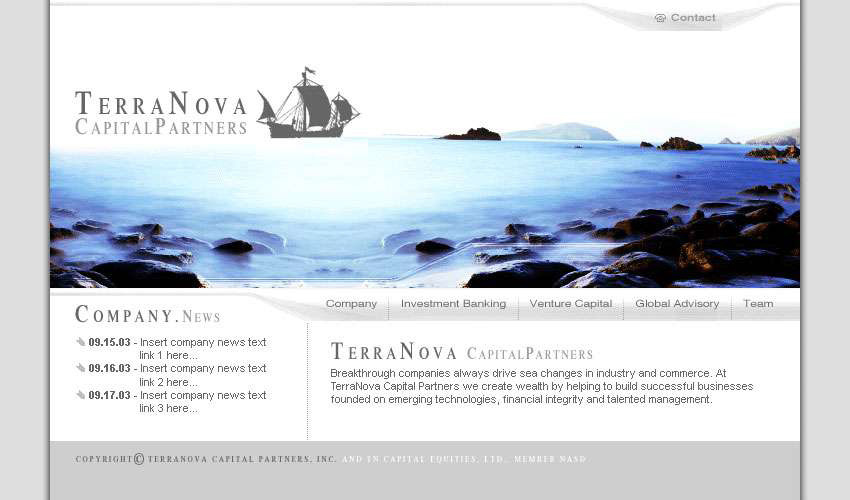 Contact
TERRANOVA
CAPITALPARTNERS
Company
Investment Banking
Venture Capital
Global Advisory
Team
COMPANY.NEWS
09.15.03 - Insert company news text
link 1 here...
09.16.03 - Insert company news text
link 2 here...
09.17.03 - Insert company news text
link 3 here...
TERRANOVA CAPITALPARTNERS
Breakthrough companies always drive sea changes in industry and commerce. At
TerraNova Capital Partners we create wealth by helping to build successful businesses
founded on emerging technologies, financial integrity and talented management.
COPYRIGHT© TERRANOVA CAPITAL PARTNERS, INC. AND IN CAPITAL EQUITIES, LTD., MEMBER NASD